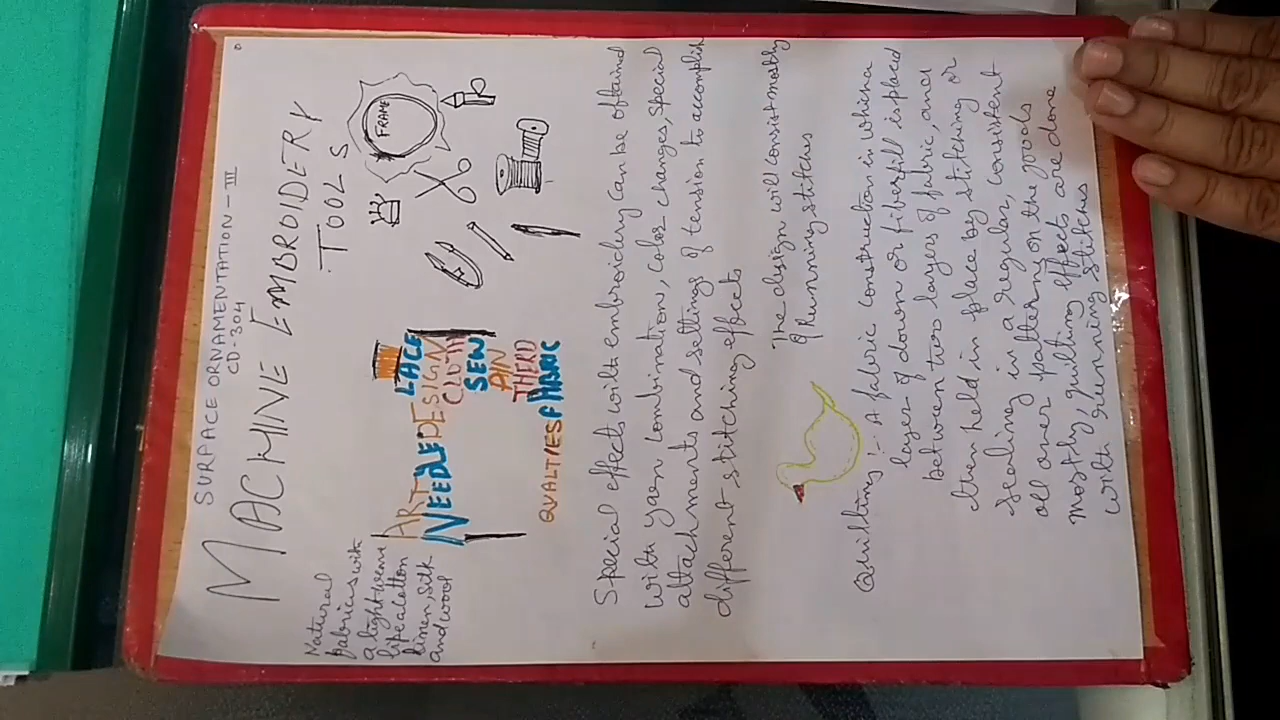 SURFACE ORNAMENTATION - III
CD-304
MACHINE EMBROIDERY
TOOLS
FRAME
Natural
fabrics with
a light weave
like cotton
linen, silk
and wool
ART DESIGN
LACE
NEEDLE
CLOTH
SEW
AN
THERD
QUALTIES FABRIC
Special effects with embroidery can be obtained
with yarn combination, color changes, special
attachments and settings of tension to accomplish
different stitching effects
The design will consist mostly
of Running stitches
Quilting :- A fabric construction in which a
layer of down or fiberfill is placed
between two layers of fabric, and
then held in place by stitching or
sealing in a regular, consistent
all over pattern on the goods
Mostly, quilting effects are done
with running stitches